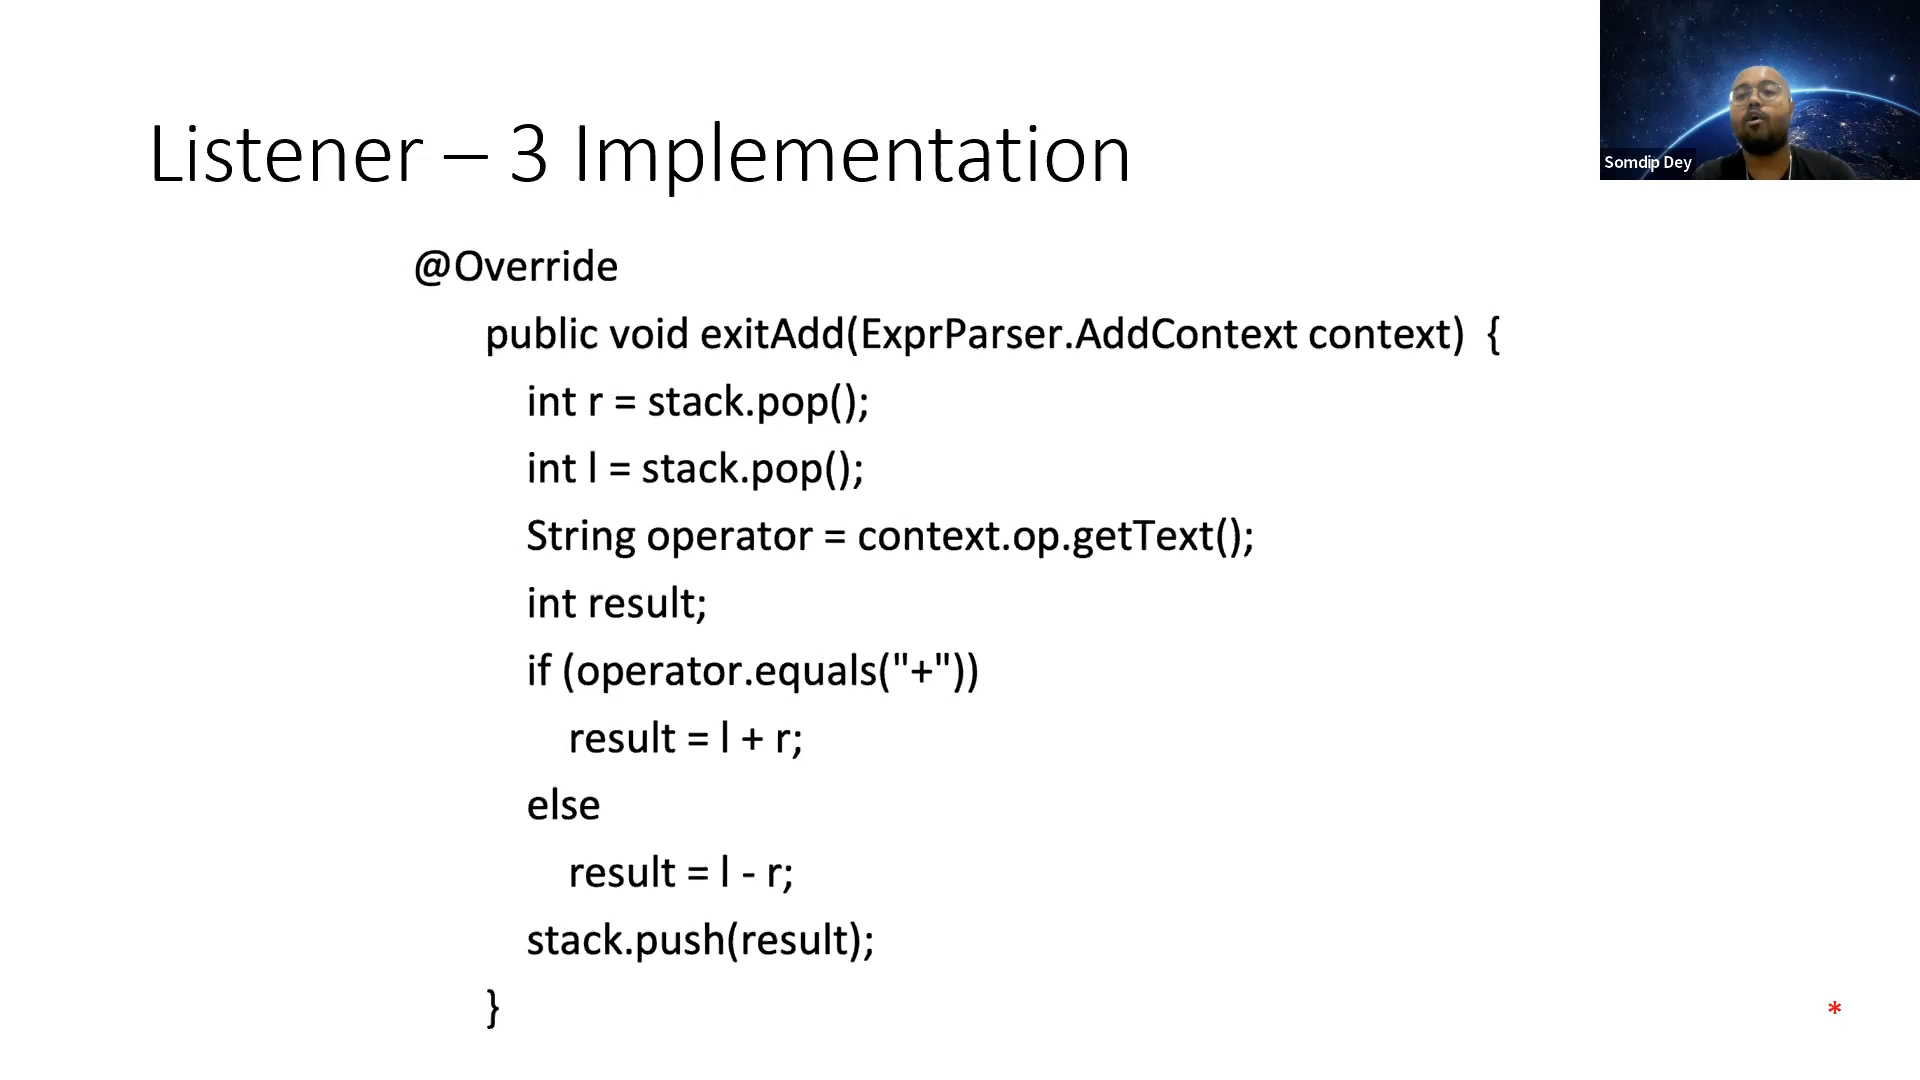 Listener – 3 Implementation
Somdip Dey
@Override
public void exitAdd(ExprParser.AddContext context)  {
int r = stack.pop();
int l = stack.pop();
String operator = context.op.getText();
int result;
if (operator.equals("+"))
result = l + r;
else
result = l - r;
stack.push(result);
}
*